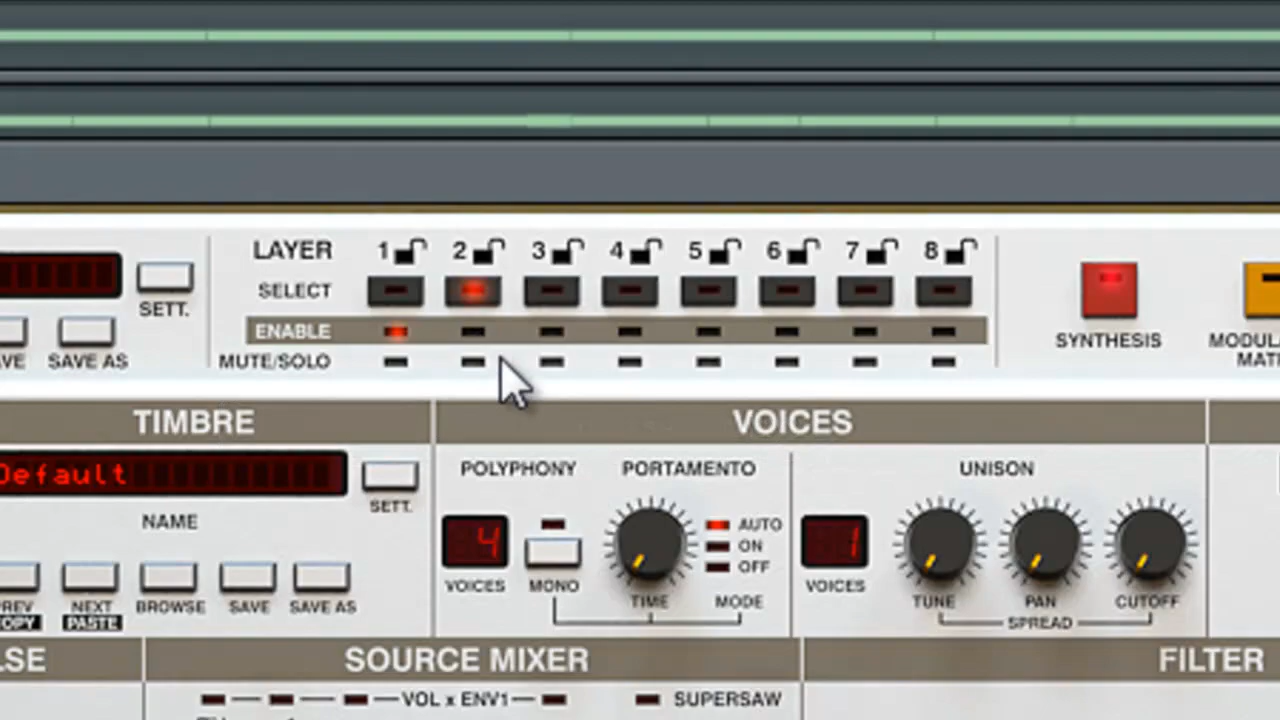 LAYER 1 2 3 4 5 6 7 8
SELECT
SETT.
ENABLE
SAVE AS
MUTE/SOLO
SYNTHESIS
TIMBRE
VOICES
Default
SETT.
NAME
POLYPHONY
PORTAMENTO
UNISON
4
AUTO
ON
OFF
1
VOICES
MONO
TIME
MODE
VOICES
TUNE
PAN
CUTOFF
SPREAD
NEXT
PASTE
BROWSE
SAVE
SAVE AS
SOURCE MIXER
FILTER
VOL x ENV1
SUPERSAW